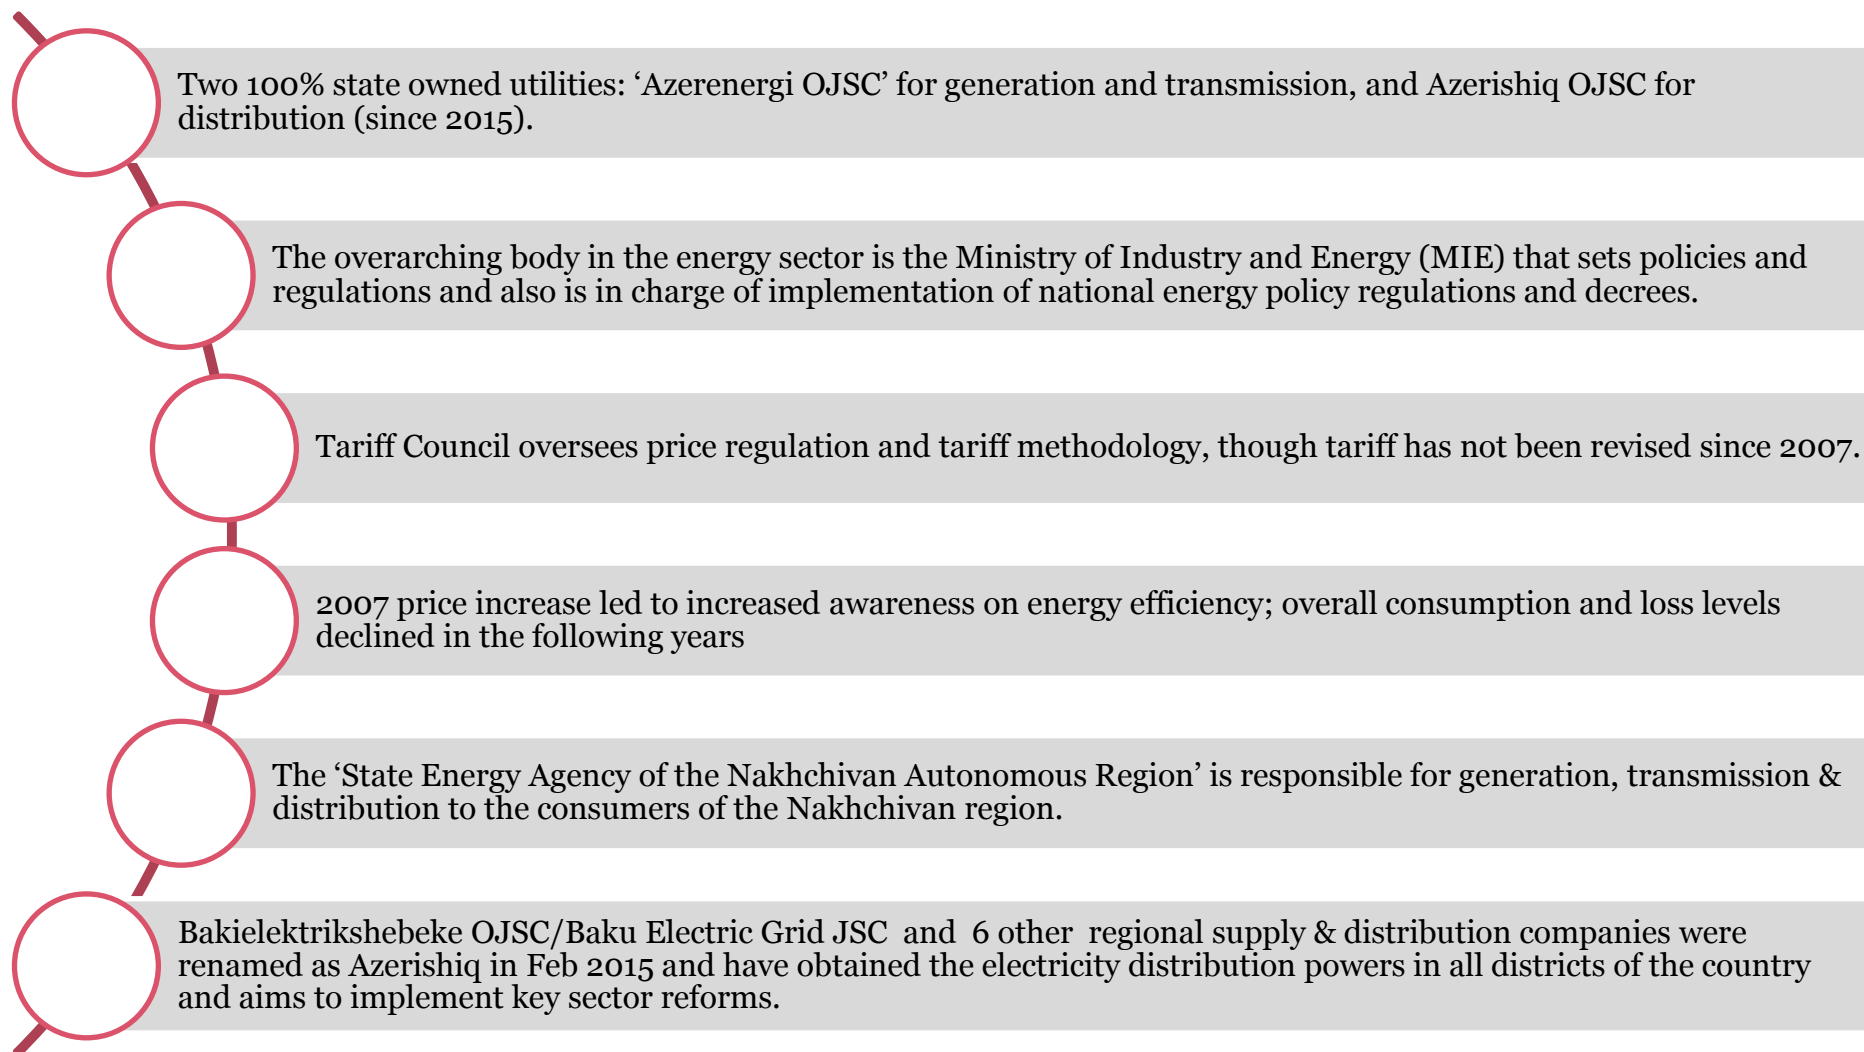 Two 100% state owned utilities: ‘Azerenergi OJSC’ for generation and transmission, and Azerishiq OJSC for
distribution (since 2015).
The overarching body in the energy sector is the Ministry of Industry and Energy (MIE) that sets policies and
regulations and also is in charge of implementation of national energy policy regulations and decrees.
Tariff Council oversees price regulation and tariff methodology, though tariff has not been revised since 2007.
2007 price increase led to increased awareness on energy efficiency; overall consumption and loss levels
declined in the following years
The ‘State Energy Agency of the Nakhchivan Autonomous Region’ is responsible for generation, transmission &
distribution to the consumers of the Nakhchivan region.
Bakielektrikshebeke OJSC/Baku Electric Grid JSC and 6 other regional supply & distribution companies were
renamed as Azerishiq in Feb 2015 and have obtained the electricity distribution powers in all districts of the country
and aims to implement key sector reforms.